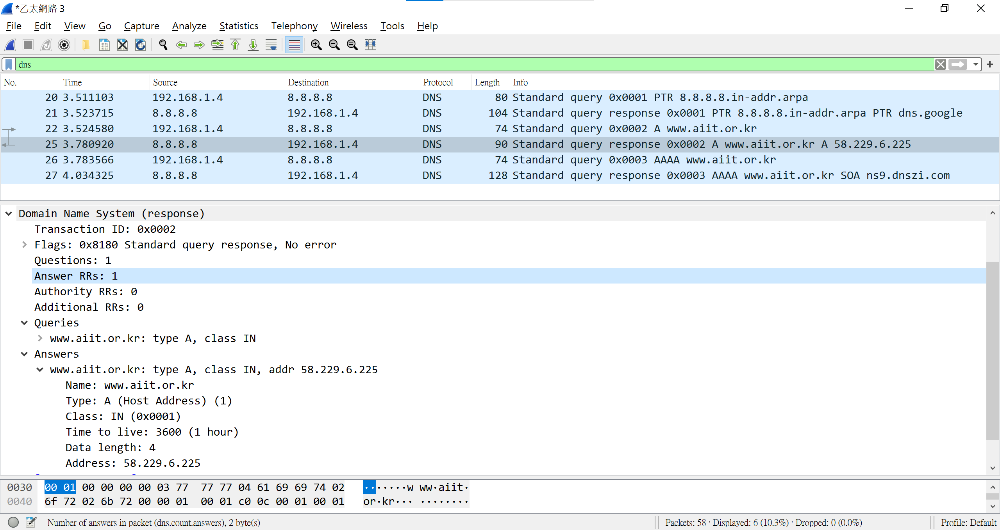 *乙太網路 3
File Edit View Go Capture Analyze Statistics Telephony Wireless Tools Help
dns
No. Time Source Destination Protocol Length Info
20 3.511103 192.168.1.4 8.8.8.8 DNS 80 Standard query 0x0001 PTR 8.8.8.8.in-addr.arpa
21 3.523715 8.8.8.8 192.168.1.4 DNS 104 Standard query response 0x0001 PTR 8.8.8.8.in-addr.arpa PTR dns.google
22 3.524580 192.168.1.4 8.8.8.8 DNS 74 Standard query 0x0002 A www.aiit.or.kr
25 3.780920 8.8.8.8 192.168.1.4 DNS 90 Standard query response 0x0002 A www.aiit.or.kr A 58.229.6.225
26 3.783566 192.168.1.4 8.8.8.8 DNS 74 Standard query 0x0003 AAAA www.aiit.or.kr
27 4.034325 8.8.8.8 192.168.1.4 DNS 128 Standard query response 0x0003 AAAA www.aiit.or.kr SOA ns9.dnszi.com
Domain Name System (response)
Transaction ID: 0x0002
Flags: 0x8180 Standard query response, No error
Questions: 1
Answer RRs: 1
Authority RRs: 0
Additional RRs: 0
Queries
www.aiit.or.kr: type A, class IN
Answers
www.aiit.or.kr: type A, class IN, addr 58.229.6.225
Name: www.aiit.or.kr
Type: A (Host Address) (1)
Class: IN (0x0001)
Time to live: 3600 (1 hour)
Data length: 4
Address: 58.229.6.225
0030 00 01 00 00 00 00 03 77 77 77 04 61 69 69 74 02 ·······w ww·aiit·
0040 6f 72 02 6b 72 00 00 01 00 01 c0 0c 00 01 00 01 or·kr··· ········
Number of answers in packet (dns.count.answers), 2 byte(s) Packets: 58 · Displayed: 6 (10.3%) · Dropped: 0 (0.0%) Profile: Default